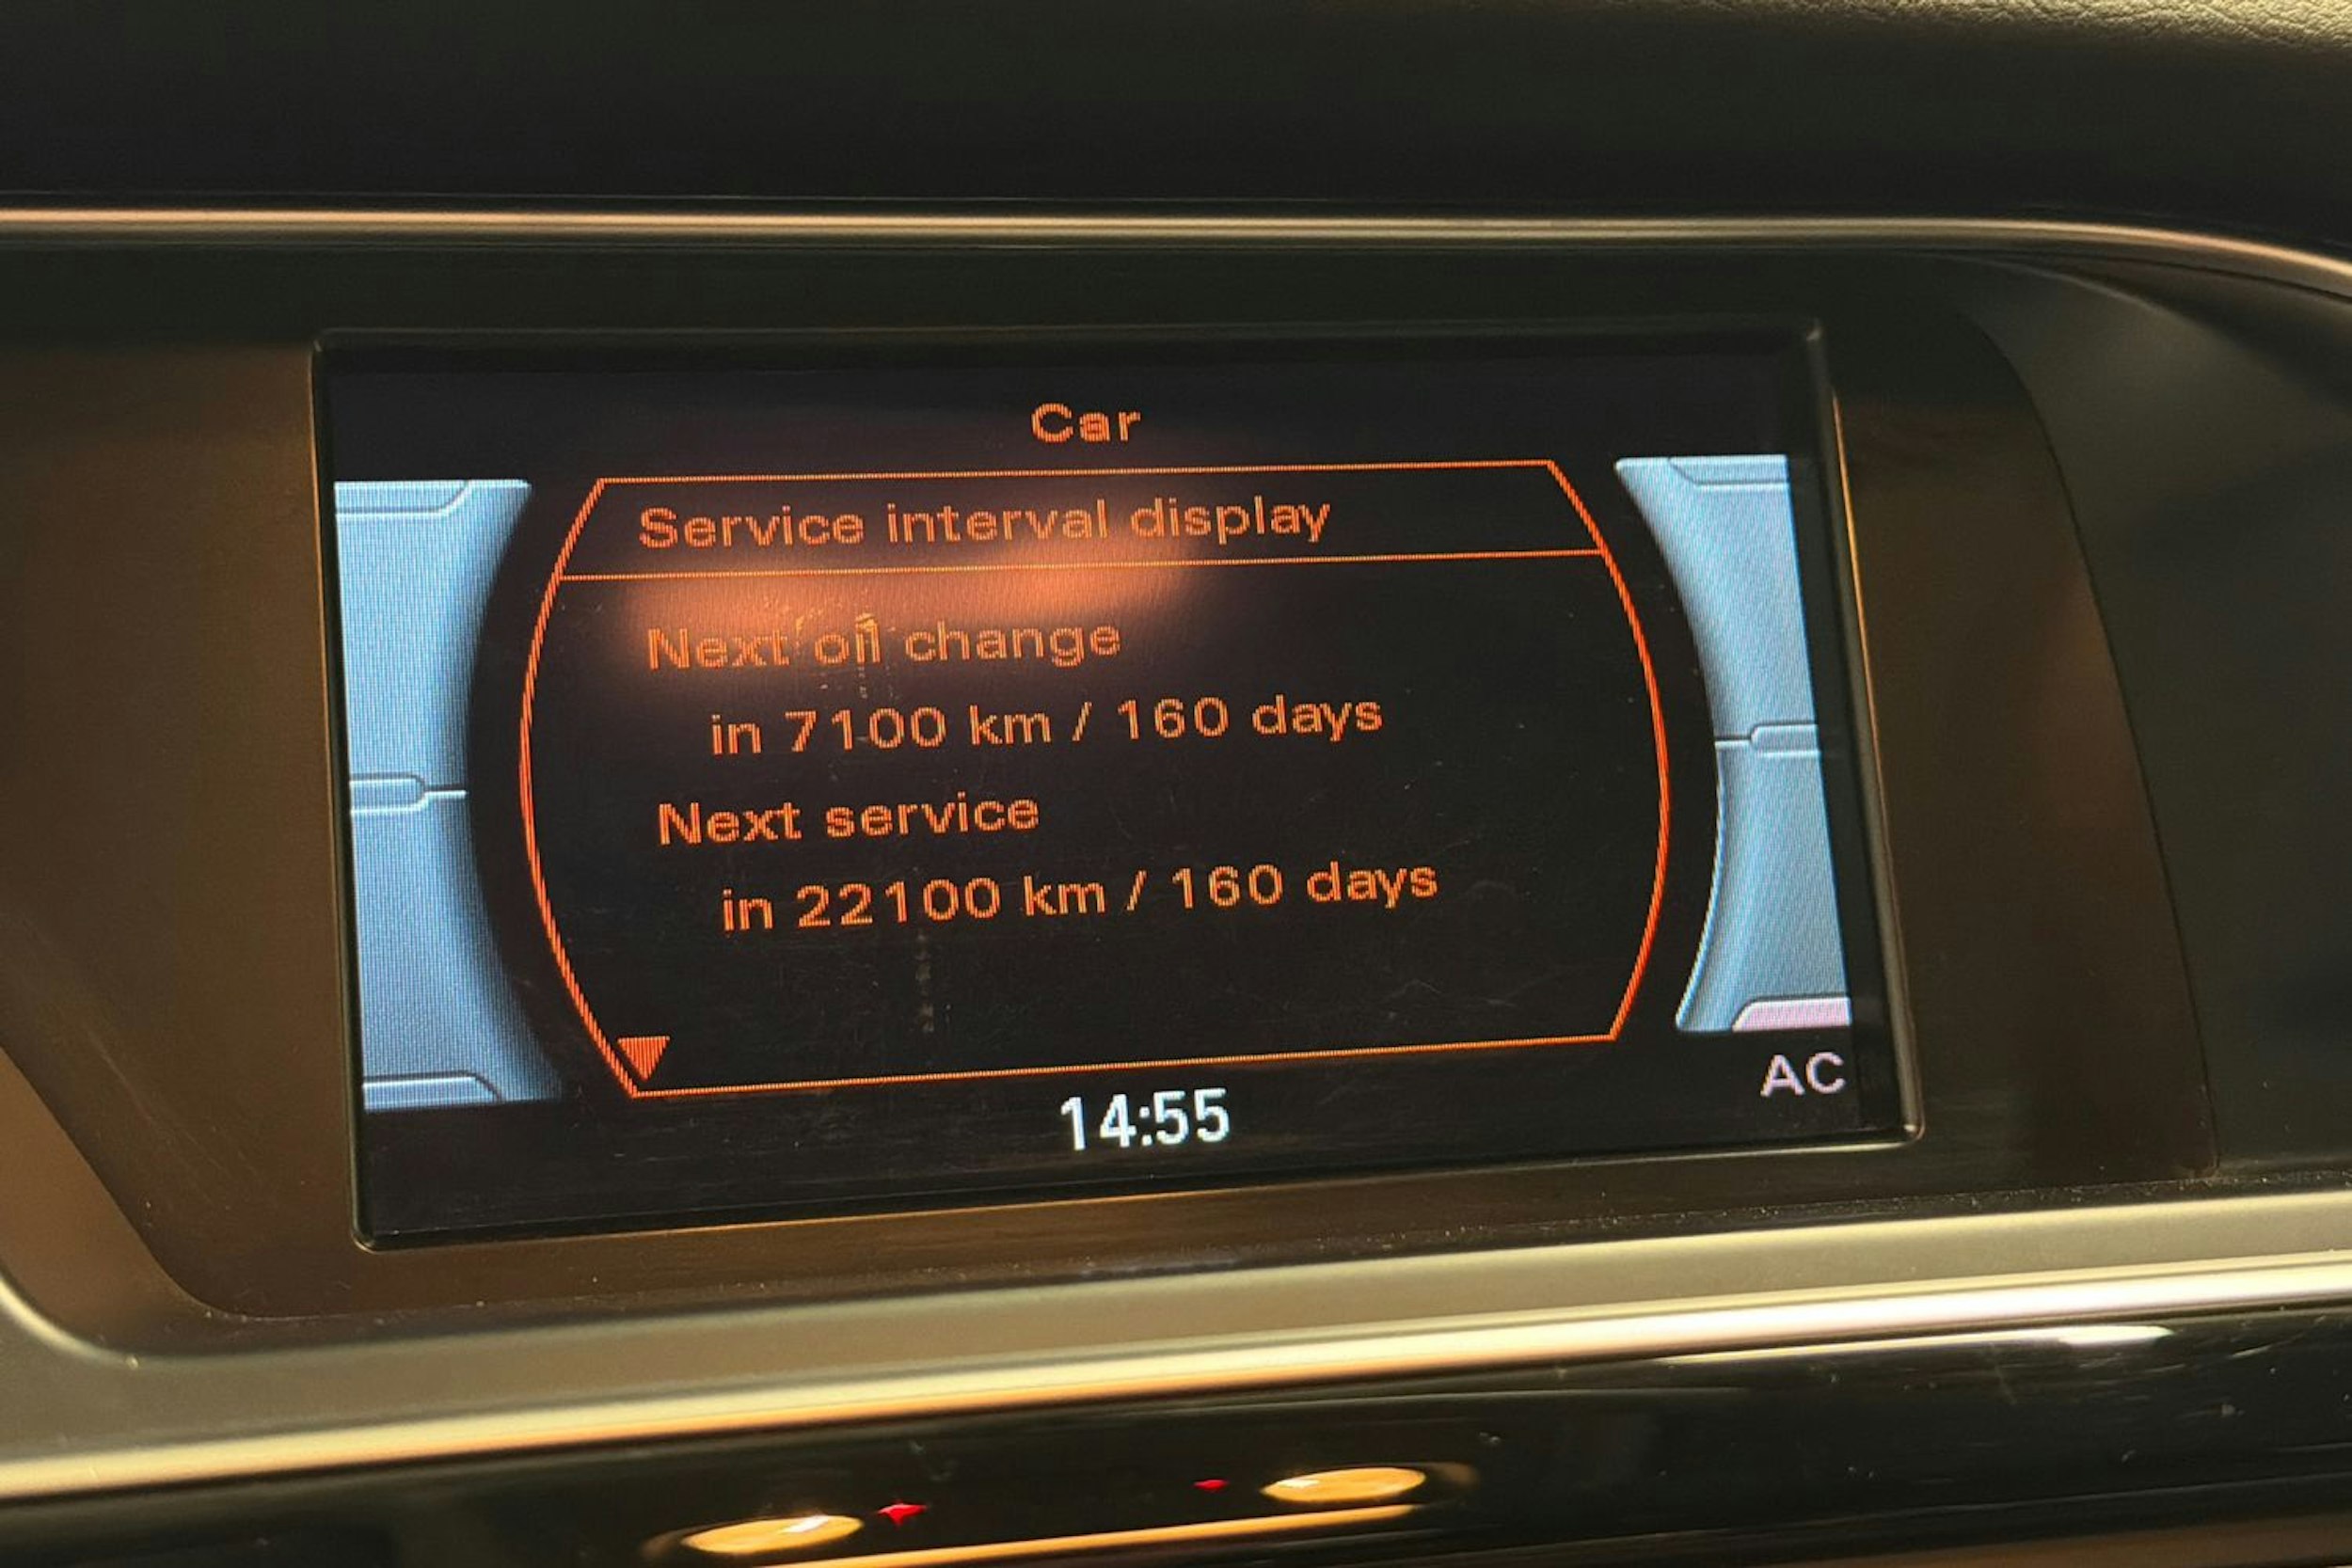 Car
Service interval display
Next oil change
in 7100 km / 160 days
Next service
in 22100 km / 160 days
14:55
AC